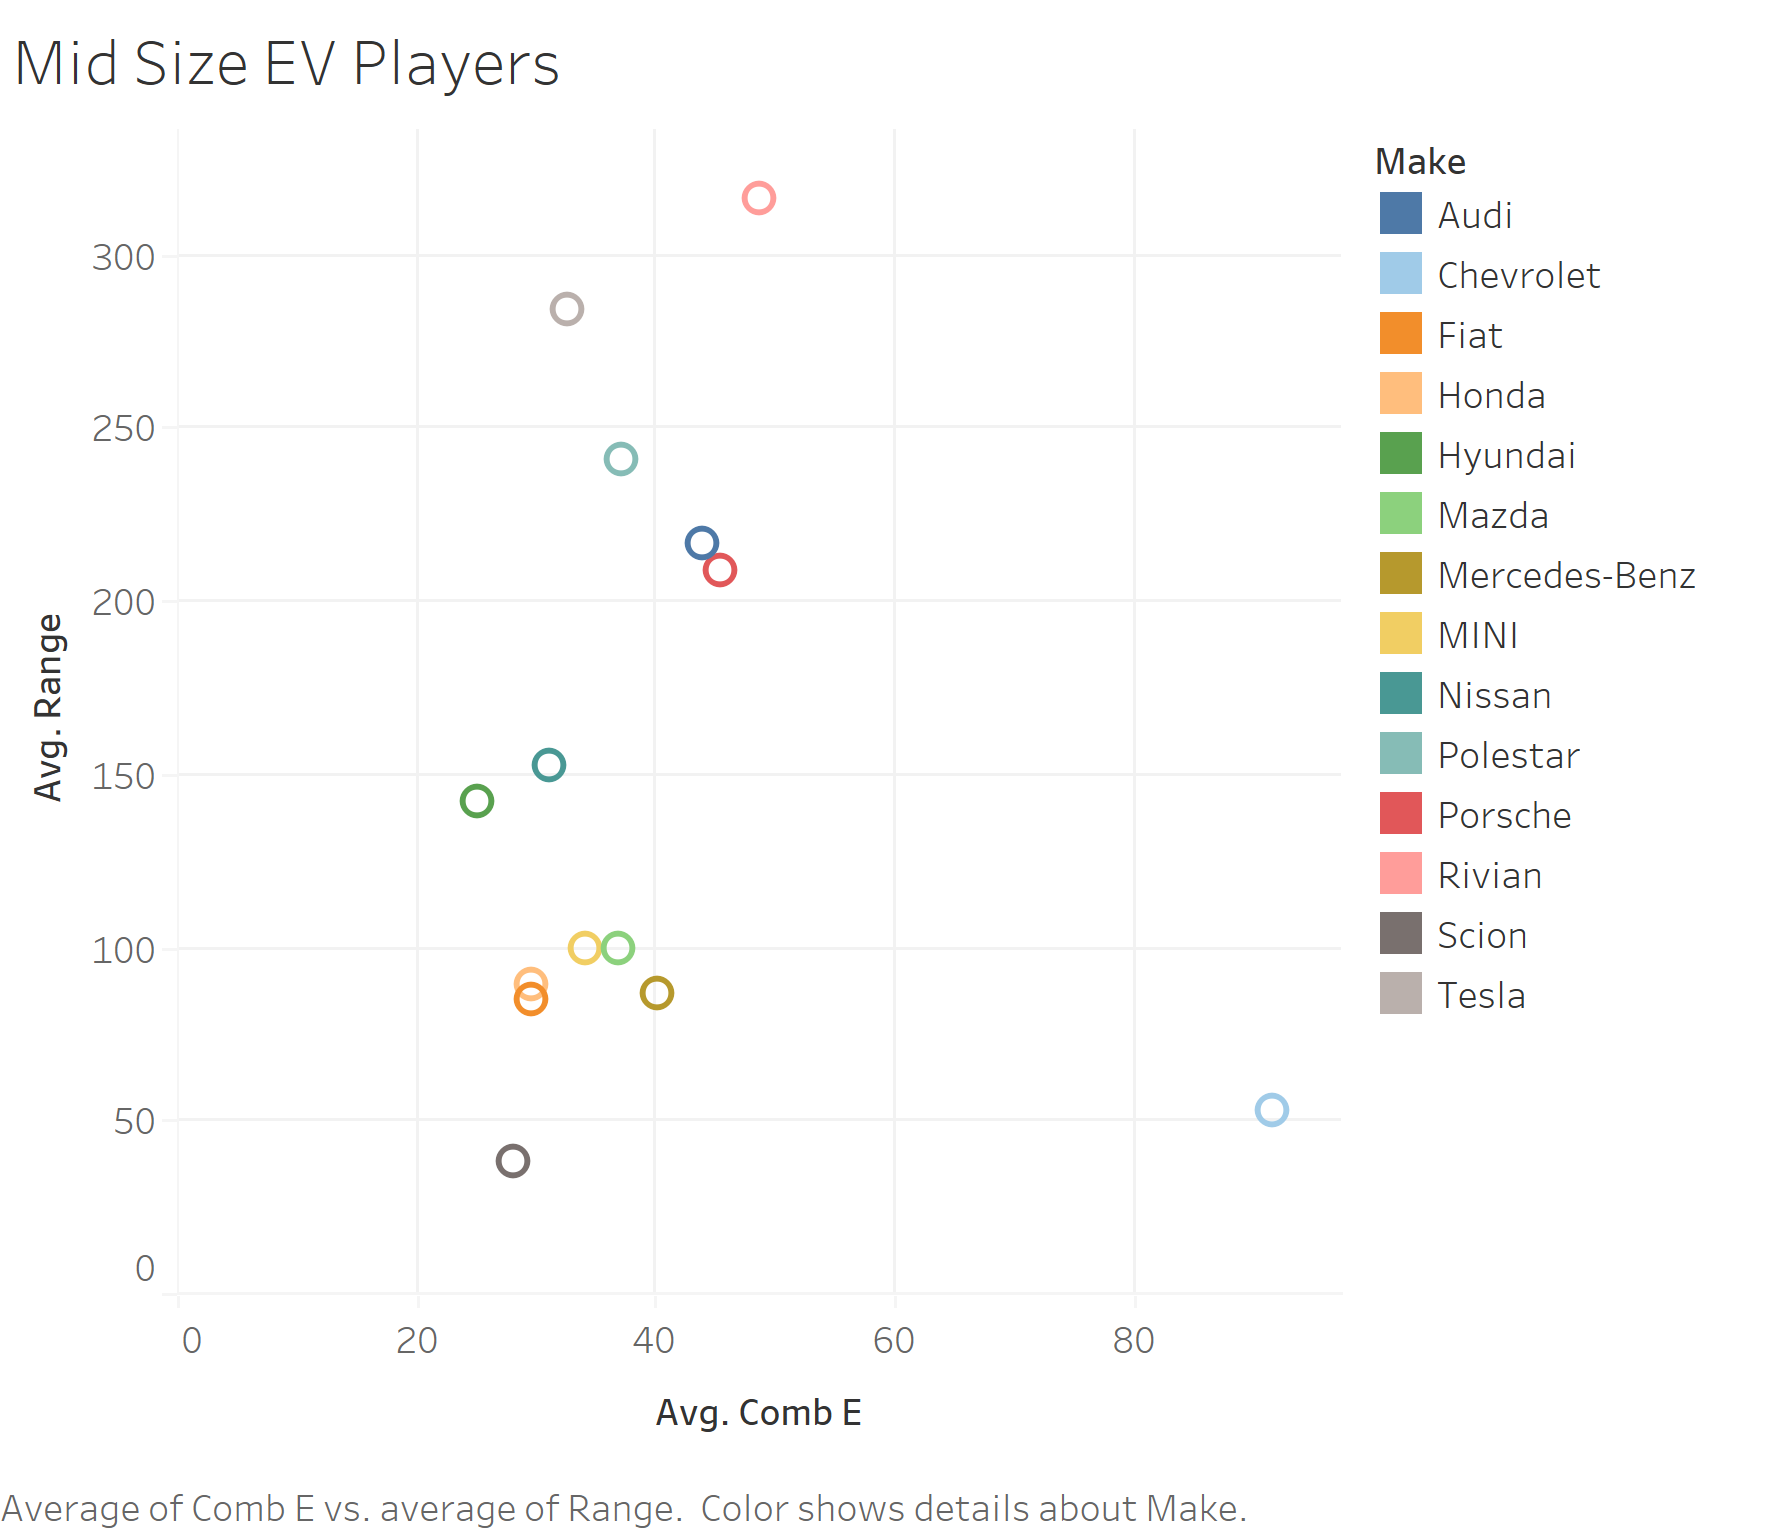 Mid Size EV Players
300
250
200
150
100
50
0
Avg. Range
0 20 40 60 80
Avg. Comb E
Make
Audi
Chevrolet
Fiat
Honda
Hyundai
Mazda
Mercedes-Benz
MINI
Nissan
Polestar
Porsche
Rivian
Scion
Tesla
Average of Comb E vs. average of Range.  Color shows details about Make.